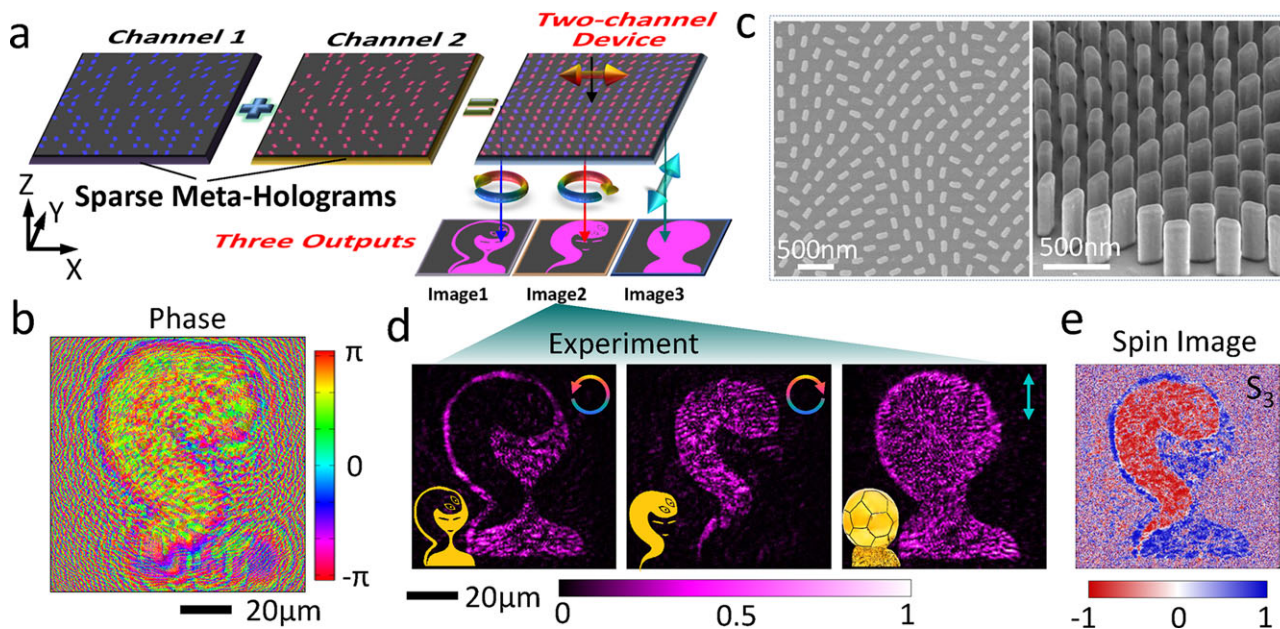 a
Channel 1
Channel 2
Two-channel
Device
Sparse Meta-Holograms
Z
Y
X
Three Outputs
Image1
Image2
Image3
b
Phase
π
0
-π
20μm
c
500nm
500nm
d
Experiment
20μm
0
0.5
1
e
Spin Image
S₃
-1
0
1